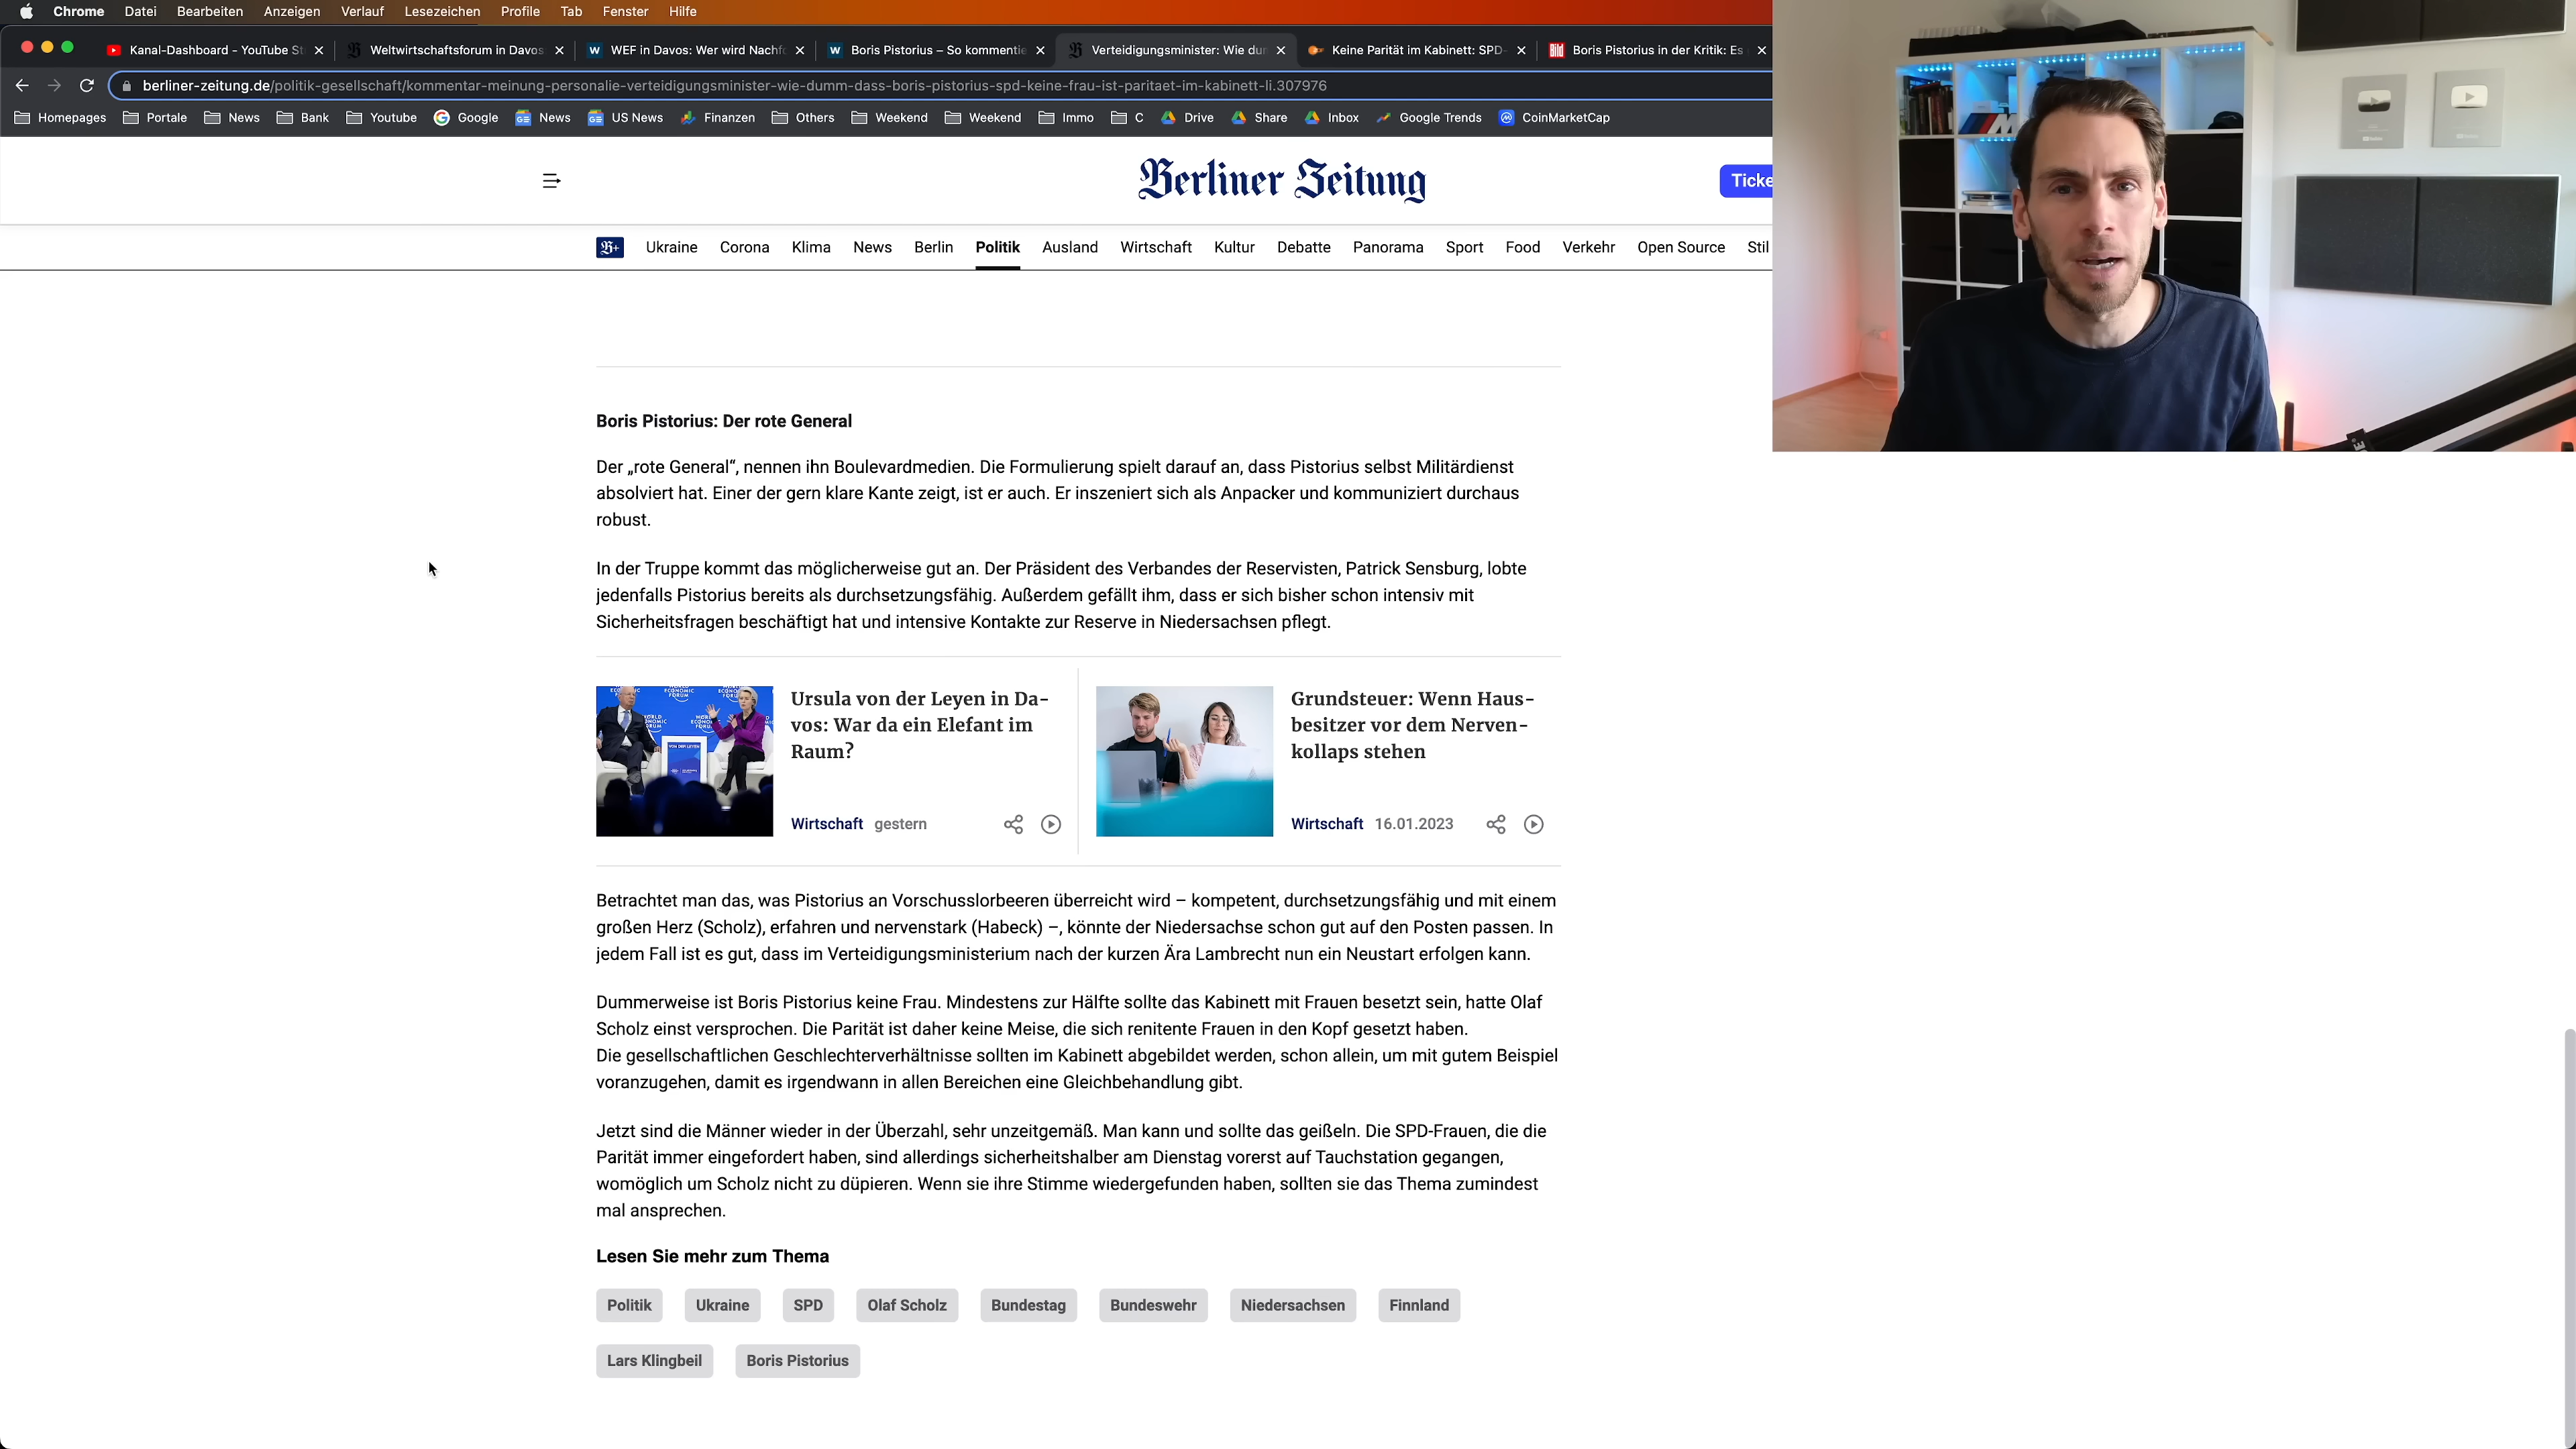 Chrome Datei Bearbeiten Anzeigen Verlauf Lesezeichen Profile Tab Fenster Hilfe
Kanal-Dashboard - YouTube St
Weltwirtschaftsforum in Davos
WEF in Davos: Wer wird Nachfo
Boris Pistorius – So kommentie
Verteidigungsminister: Wie dum
Keine Parität im Kabinett: SPD-
BILD Boris Pistorius in der Kritik: Es
berliner-zeitung.de/politik-gesellschaft/kommentar-meinung-personalie-verteidigungsminister-wie-dumm-dass-boris-pistorius-spd-keine-frau-ist-paritaet-im-kabinett-li.307976
Homepages Portale News Bank Youtube Google News US News Finanzen Others Weekend Weekend Immo C Drive Share Inbox Google Trends CoinMarketCap
Berliner Zeitung
Ticke
B+ Ukraine Corona Klima News Berlin Politik Ausland Wirtschaft Kultur Debatte Panorama Sport Food Verkehr Open Source Stil
Boris Pistorius: Der rote General
Der „rote General“, nennen ihn Boulevardmedien. Die Formulierung spielt darauf an, dass Pistorius selbst Militärdienst
absolviert hat. Einer der gern klare Kante zeigt, ist er auch. Er inszeniert sich als Anpacker und kommuniziert durchaus
robust.
In der Truppe kommt das möglicherweise gut an. Der Präsident des Verbandes der Reservisten, Patrick Sensburg, lobte
jedenfalls Pistorius bereits als durchsetzungsfähig. Außerdem gefällt ihm, dass er sich bisher schon intensiv mit
Sicherheitsfragen beschäftigt hat und intensive Kontakte zur Reserve in Niedersachsen pflegt.
Ursula von der Leyen in Da-
vos: War da ein Elefant im
Raum?
Wirtschaft gestern
Grundsteuer: Wenn Haus-
besitzer vor dem Nerven-
kollaps stehen
Wirtschaft 16.01.2023
Betrachtet man das, was Pistorius an Vorschusslorbeeren überreicht wird – kompetent, durchsetzungsfähig und mit einem
großen Herz (Scholz), erfahren und nervenstark (Habeck) –, könnte der Niedersachse schon gut auf den Posten passen. In
jedem Fall ist es gut, dass im Verteidigungsministerium nach der kurzen Ära Lambrecht nun ein Neustart erfolgen kann.
Dummerweise ist Boris Pistorius keine Frau. Mindestens zur Hälfte sollte das Kabinett mit Frauen besetzt sein, hatte Olaf
Scholz einst versprochen. Die Parität ist daher keine Meise, die sich renitente Frauen in den Kopf gesetzt haben.
Die gesellschaftlichen Geschlechterverhältnisse sollten im Kabinett abgebildet werden, schon allein, um mit gutem Beispiel
voranzugehen, damit es irgendwann in allen Bereichen eine Gleichbehandlung gibt.
Jetzt sind die Männer wieder in der Überzahl, sehr unzeitgemäß. Man kann und sollte das geißeln. Die SPD-Frauen, die die
Parität immer eingefordert haben, sind allerdings sicherheitshalber am Dienstag vorerst auf Tauchstation gegangen,
womöglich um Scholz nicht zu düpieren. Wenn sie ihre Stimme wiedergefunden haben, sollten sie das Thema zumindest
mal ansprechen.
Lesen Sie mehr zum Thema
Politik Ukraine SPD Olaf Scholz Bundestag Bundeswehr Niedersachsen Finnland
Lars Klingbeil Boris Pistorius